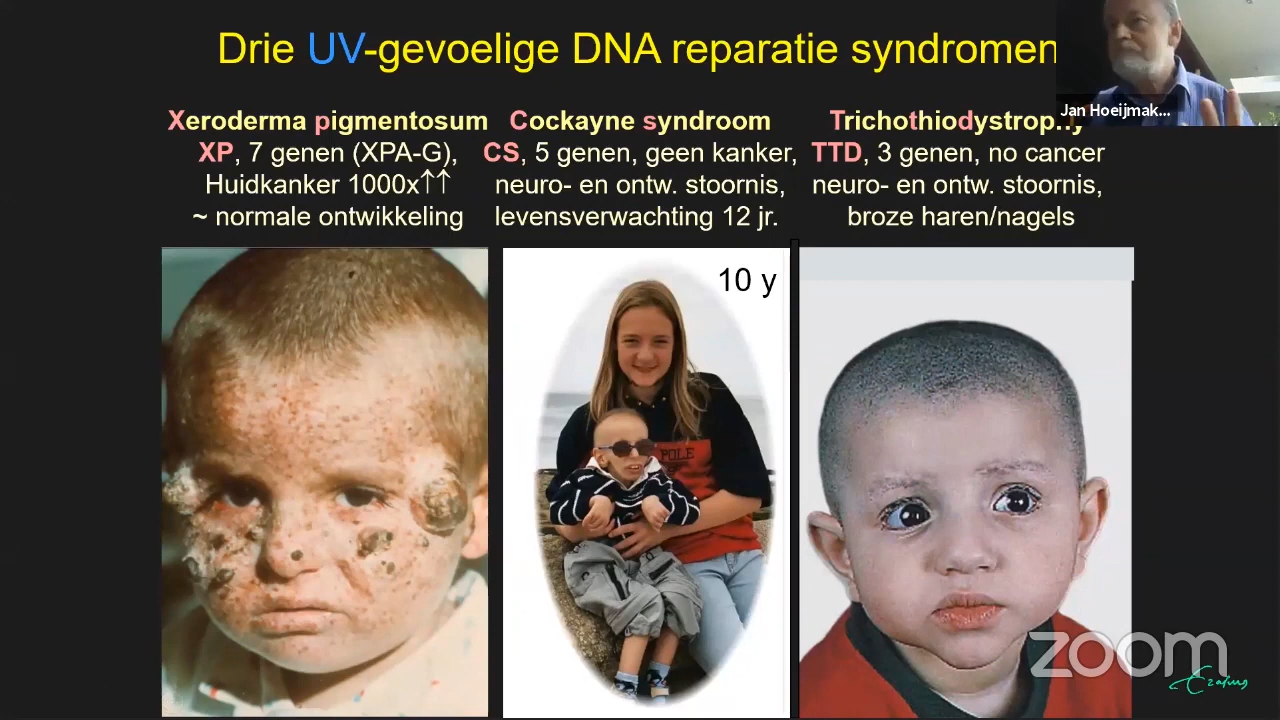 Drie UV-gevoelige DNA reparatie syndromen
Jan Hoeijmak...
Xeroderma pigmentosum
XP, 7 genen (XPA-G),
Huidkanker 1000x↑↑
~ normale ontwikkeling
Cockayne syndroom
CS, 5 genen, geen kanker,
neuro- en ontw. stoornis,
levensverwachting 12 jr.
Trichothiodystrophy
TTD, 3 genen, no cancer
neuro- en ontw. stoornis,
broze haren/nagels
10 y
POLE
zoom
Erasmus